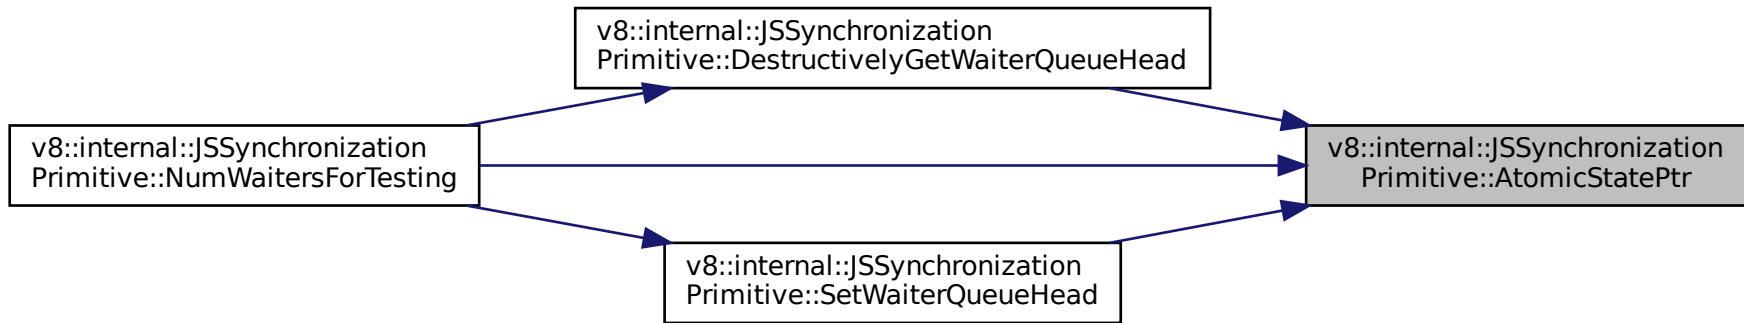 v8::internal::JSSynchronization
Primitive::DestructivelyGetWaiterQueueHead
v8::internal::JSSynchronization
Primitive::NumWaitersForTesting
v8::internal::JSSynchronization
Primitive::AtomicStatePtr
v8::internal::JSSynchronization
Primitive::SetWaiterQueueHead